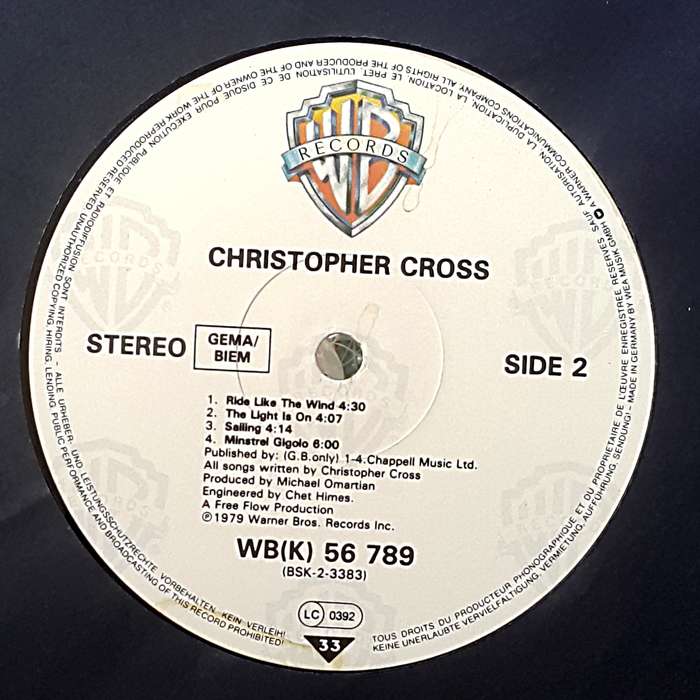 WB
RECORDS
CHRISTOPHER CROSS
STEREO
GEMA/
BIEM
SIDE 2
1. Ride Like The Wind 4:30
2. The Light Is On 4:07
3. Sailing 4:14
4. Minstrel Gigolo 6:00
Published by: (G.B.only) 1-4.Chappell Music Ltd.
All songs written by Christopher Cross
Produced by Michael Omartian
Engineered by Chet Himes.
A Free Flow Production
℗1979 Warner Bros. Records Inc.
WB(K) 56 789
(BSK-2-3383)
LC 0392
33
TOUS DROITS DU PRODUCTEUR PHONOGRAPHIQUE ET DU PROPRIETAIRE DE L'ŒUVRE ENREGISTREE RESERVES. SAUF AUTORISATION LA DUPLICATION, LA LOCATION, LE PRET, L'UTILISATION DE CE DISQUE POUR EXECUTION PUBLIQUE ET RADIODIFFUSION SONT INTERDITS - ALLE URHEBER- UND LEISTUNGSSCHUTZRECHTE VORBEHALTEN. KEIN VERLEIH!
KEINE UNERLAUBTE VERVIELFÄLTIGUNG, VERMIETUNG, AUFFÜHRUNG, SENDUNG! - MADE IN GERMANY BY WEA MUSIK GMBH A WARNER COMMUNICATIONS COMPANY. ALL RIGHTS OF THE PRODUCER AND OF THE OWNER OF THE WORK REPRODUCED RESERVED UNAUTHORIZED COPYING, HIRING, LENDING, PUBLIC PERFORMANCE AND BROADCASTING OF THIS RECORD PROHIBITED!